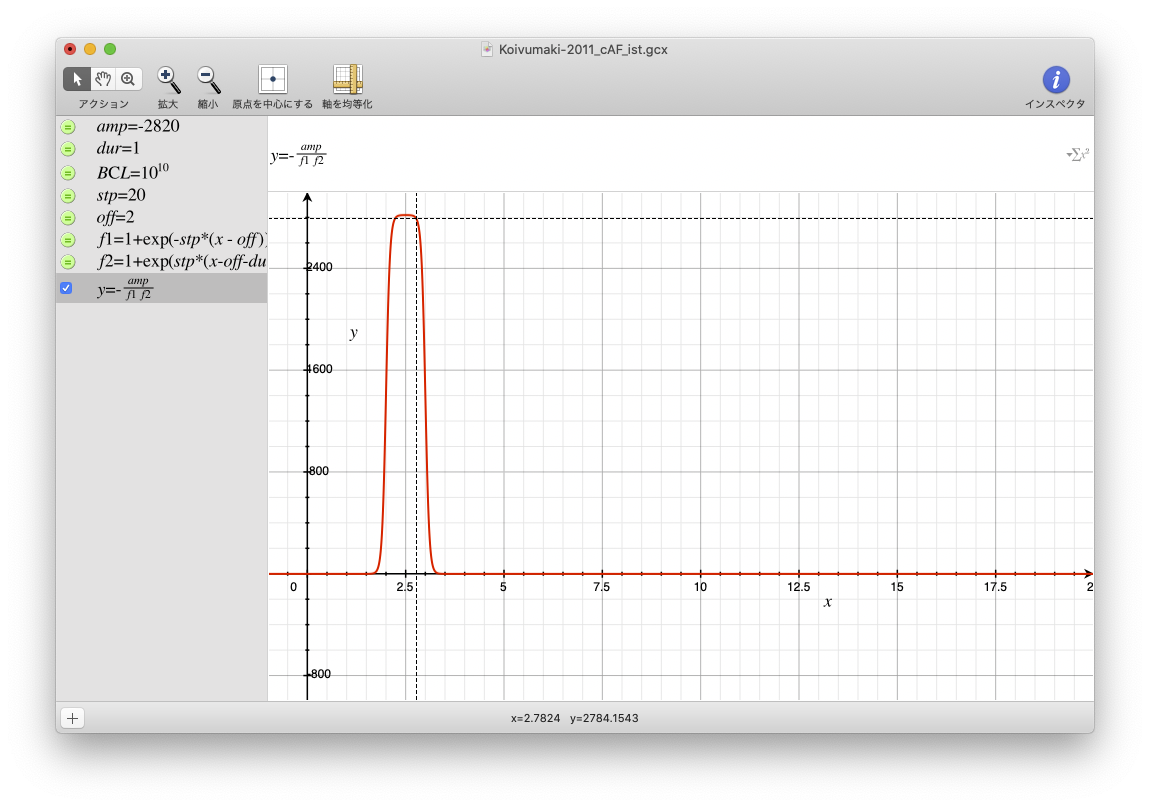 Koivumaki-2011_cAF_ist.gcx
アクション 拡大 縮小 原点を中心にする 軸を均等化 インスペクタ
amp=-2820
dur=1
BCL=10^10
stp=20
off=2
f1=1+exp(-stp*(x - off))
f2=1+exp(stp*(x-off-du
y=-amp/f1 f2
y=-amp/f1 f2
Σx²
2400
y
1600
800
0 2.5 5 7.5 10 12.5 15 17.5 2
x
-800
x=2.7824 y=2784.1543